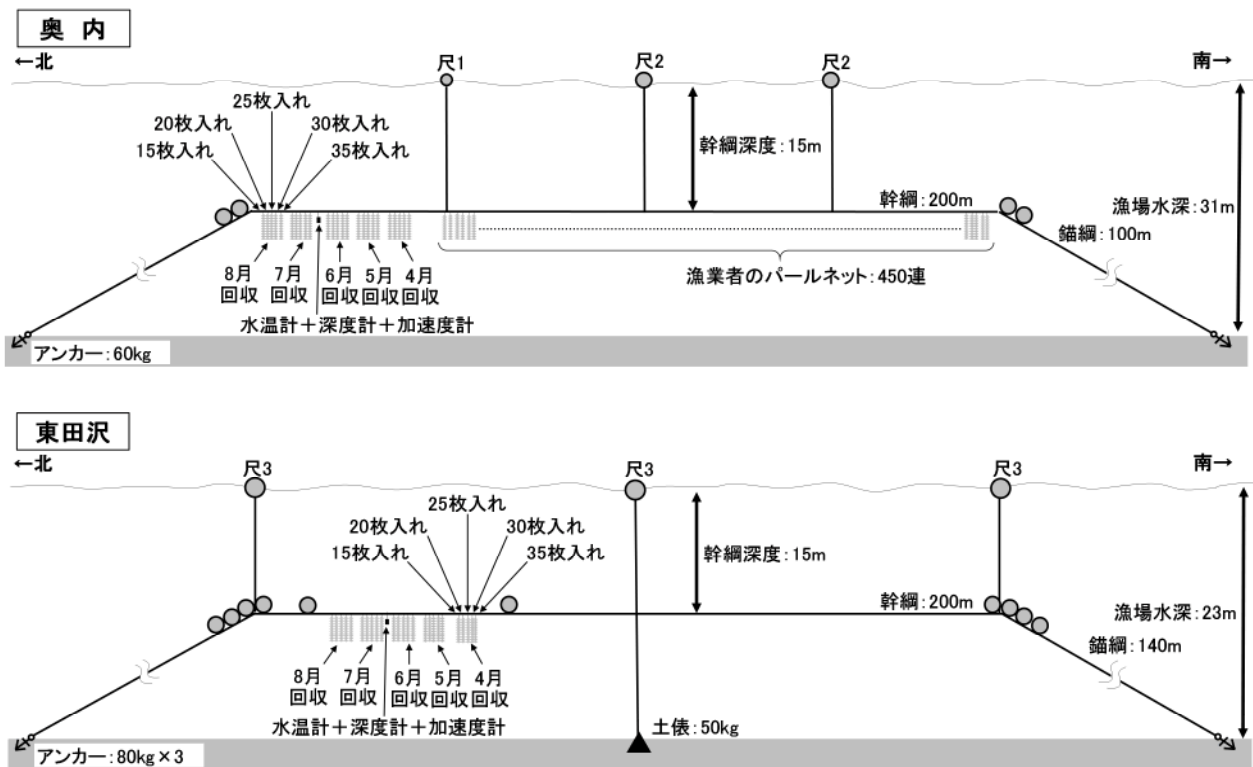 奥 内
←北
南→
尺1
尺2
尺2
25枚入れ
20枚入れ
30枚入れ
15枚入れ
35枚入れ
幹綱深度：15m
幹綱：200m
漁場水深：31m
錨綱：100m
8月
回収
7月
回収
6月
回収
5月
回収
4月
回収
漁業者のパールネット：450連
水温計＋深度計＋加速度計
アンカー：60kg
東田沢
←北
南→
尺3
尺3
尺3
25枚入れ
20枚入れ
30枚入れ
15枚入れ
35枚入れ
幹綱深度：15m
幹綱：200m
漁場水深：23m
錨綱：140m
8月
回収
7月
回収
6月
回収
5月
回収
4月
回収
水温計＋深度計＋加速度計
土俵：50kg
アンカー：80kg×3